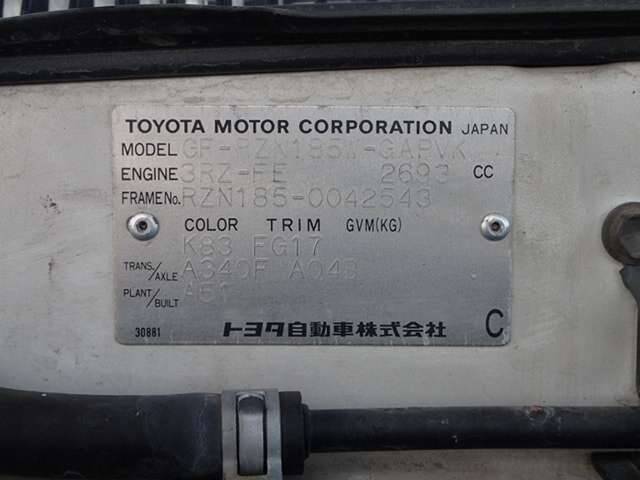 TOYOTA MOTOR CORPORATION JAPAN
MODEL GF-RZN185W-GAPVK
ENGINE 3RZ-FE 2693 CC
FRAME No. RZN185-0042543
COLOR TRIM GVM(KG)
K83 FG17
TRANS./AXLE A340F A04D
PLANT/BUILT A51
30881 トヨタ自動車株式会社 C